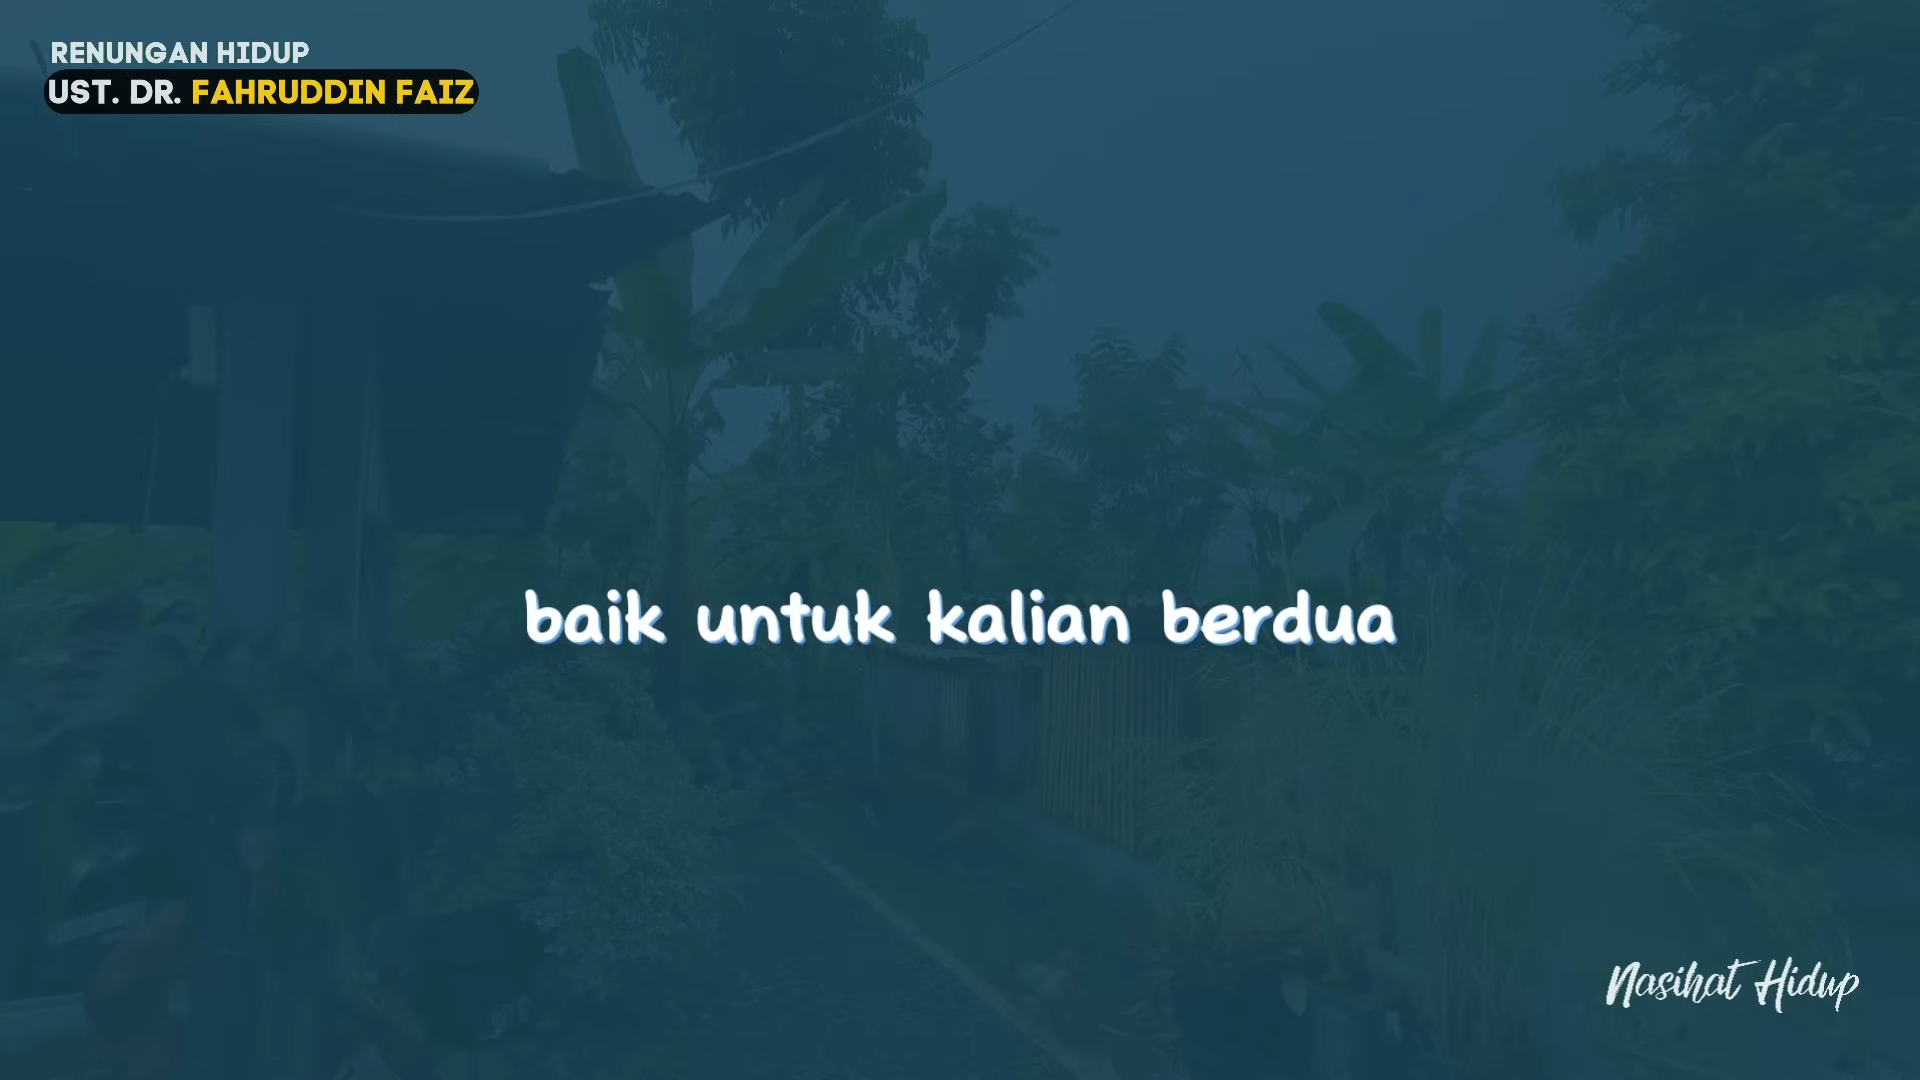 RENUNGAN HIDUP
UST. DR. FAHRUDDIN FAIZ
baik untuk kalian berdua
Nasihat Hidup